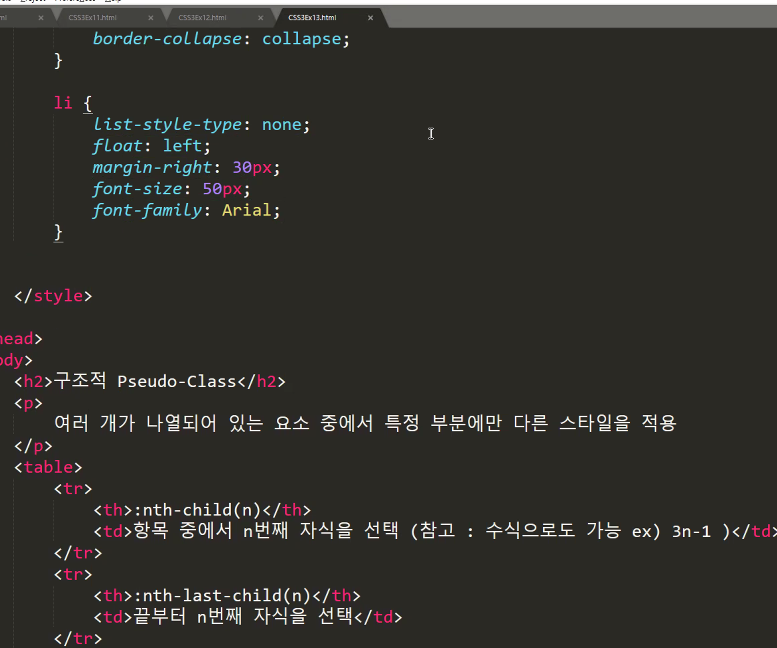 CSS3Ex11.html CSS3Ex12.html CSS3Ex13.html
border-collapse: collapse;
}
li {
list-style-type: none;
float: left;
margin-right: 30px;
font-size: 50px;
font-family: Arial;
}
</style>
head>
ody>
<h2>구조적 Pseudo-Class</h2>
<p>
여러 개가 나열되어 있는 요소 중에서 특정 부분에만 다른 스타일을 적용
</p>
<table>
<tr>
<th>:nth-child(n)</th>
<td>항목 중에서 n번째 자식을 선택 (참고 : 수식으로도 가능 ex) 3n-1 )</td>
</tr>
<tr>
<th>:nth-last-child(n)</th>
<td>끝부터 n번째 자식을 선택</td>
</tr>